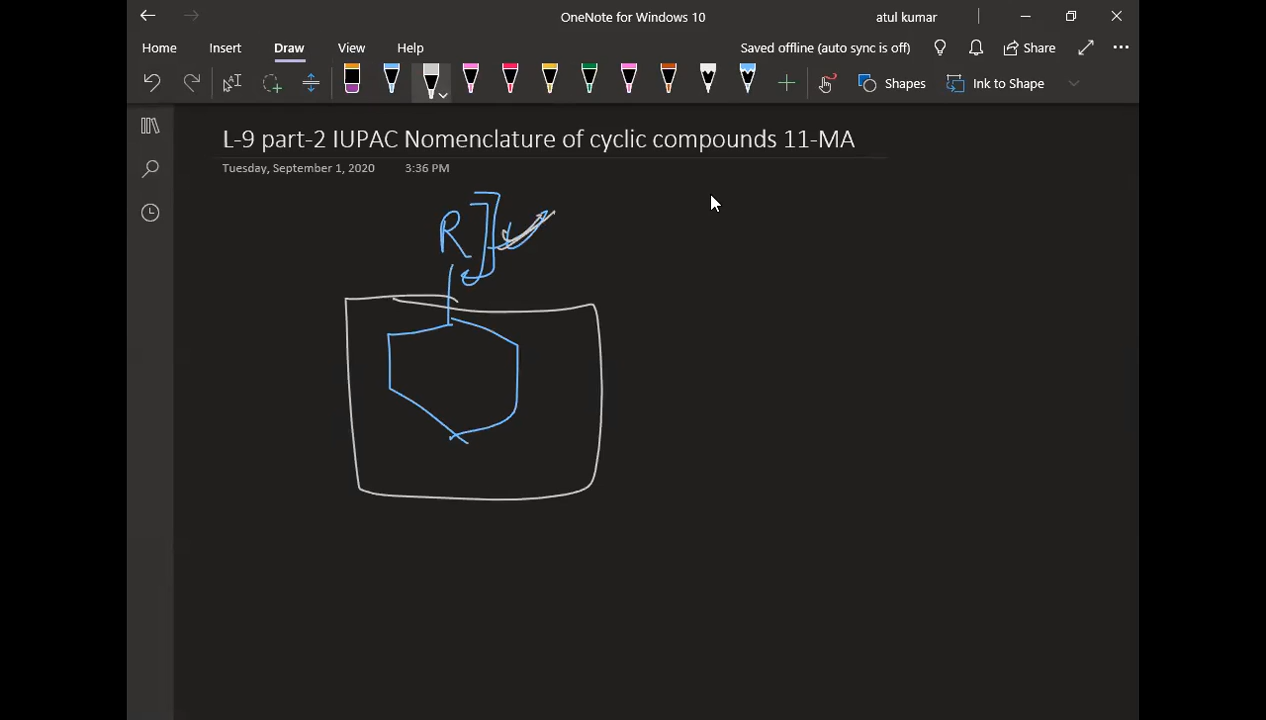 OneNote for Windows 10
atul kumar
Home Insert Draw View Help
Saved offline (auto sync is off)
Share
A
Shapes
Ink to Shape
L-9 part-2 IUPAC Nomenclature of cyclic compounds 11-MA
Tuesday, September 1, 2020 3:36 PM
R